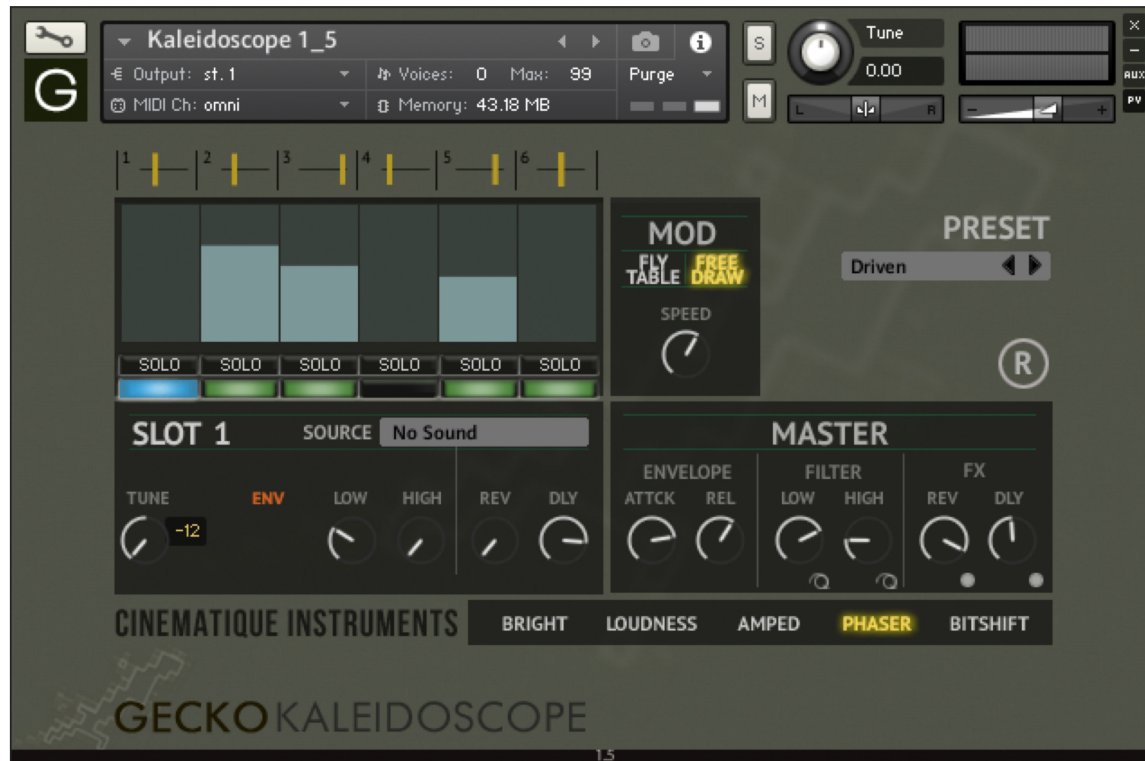 Kaleidoscope 1_5
Output: st. 1
Voices: 0 Max: 99
Purge
MIDI Ch: omni
Memory: 43.18 MB
S
M
Tune
0.00
L
R
-
+
X
-
AUX
PV
G
1 2 3 4 5 6
SOLO SOLO SOLO SOLO SOLO SOLO
MOD
FLY TABLE
FREE DRAW
SPEED
PRESET
Driven
R
SLOT 1
SOURCE No Sound
TUNE ENV LOW HIGH REV DLY
-12
MASTER
ENVELOPE FILTER FX
ATTCK REL LOW HIGH REV DLY
CINEMATIQUE INSTRUMENTS
BRIGHT LOUDNESS AMPED PHASER BITSHIFT
GECKO KALEIDOSCOPE
1.5